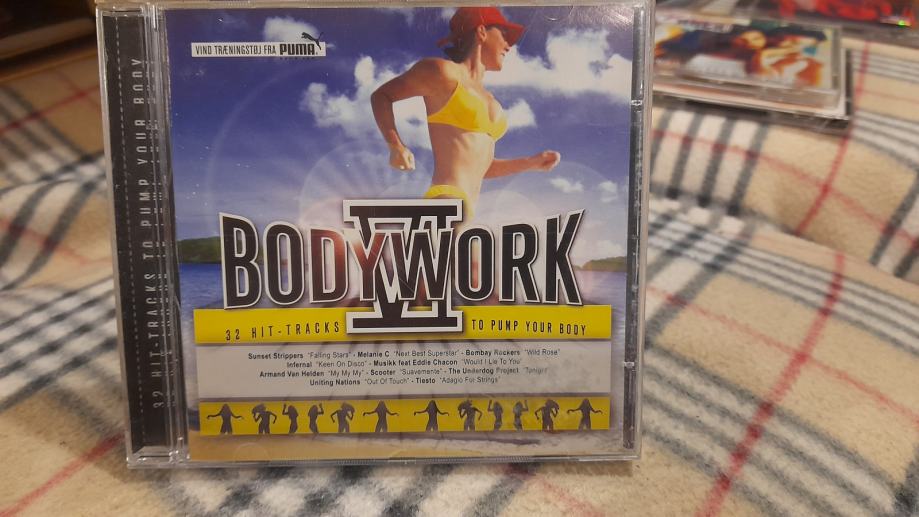 VIND TRÆNINGSTØJ FRA PUMA
BODYWORK
VI
32 HIT-TRACKS TO PUMP YOUR BODY
Sunset Strippers "Falling Stars" - Melanie C "Next Best Superstar" - Bombay Rockers "Wild Rose"
Infernal "Keen On Disco" - Musikk feat Eddie Chacon "Would I Lie To You"
Armand Van Helden "My My My" - Scooter "Suavemente" - The Underdog Project "Tonight"
Uniting Nations "Out Of Touch" - Tiesto "Adagio For Strings"
32 HIT-TRACKS TO PUMP YOUR BODY